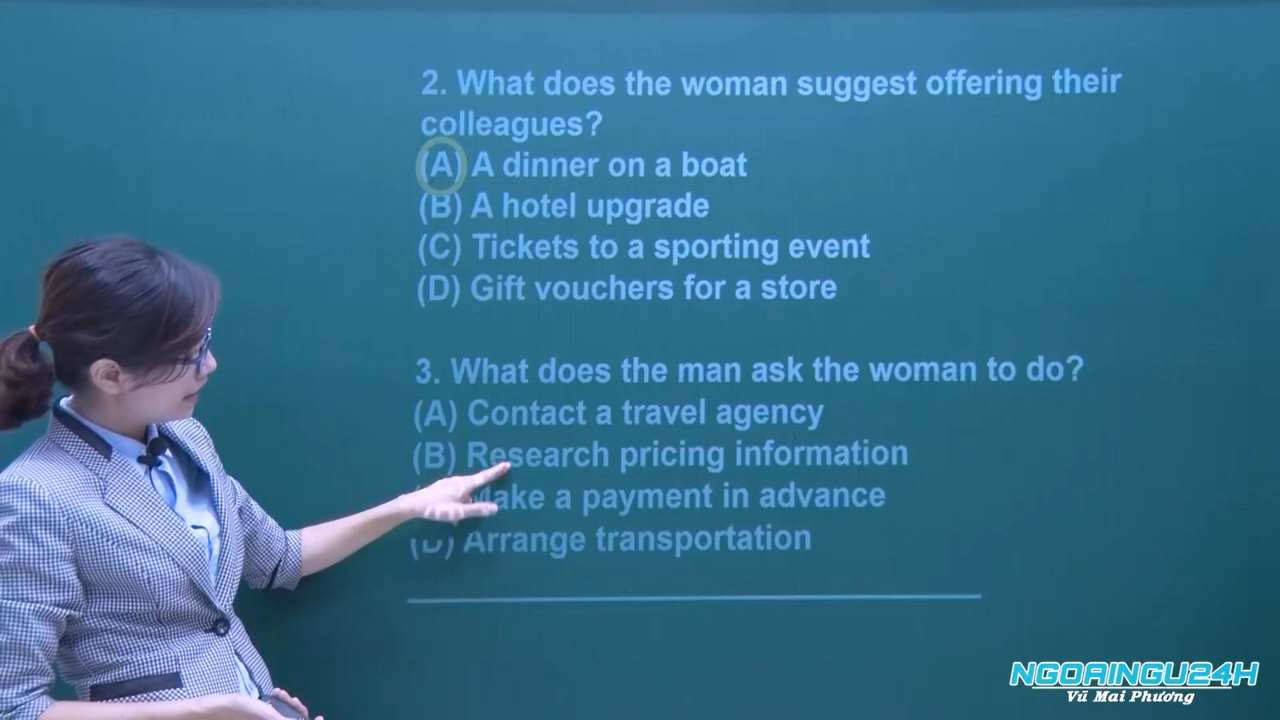 2. What does the woman suggest offering their
colleagues?
(A) A dinner on a boat
(B) A hotel upgrade
(C) Tickets to a sporting event
(D) Gift vouchers for a store
3. What does the man ask the woman to do?
(A) Contact a travel agency
(B) Research pricing information
Make a payment in advance
(D) Arrange transportation
NGOAINGU24H
Vũ Mai Phương